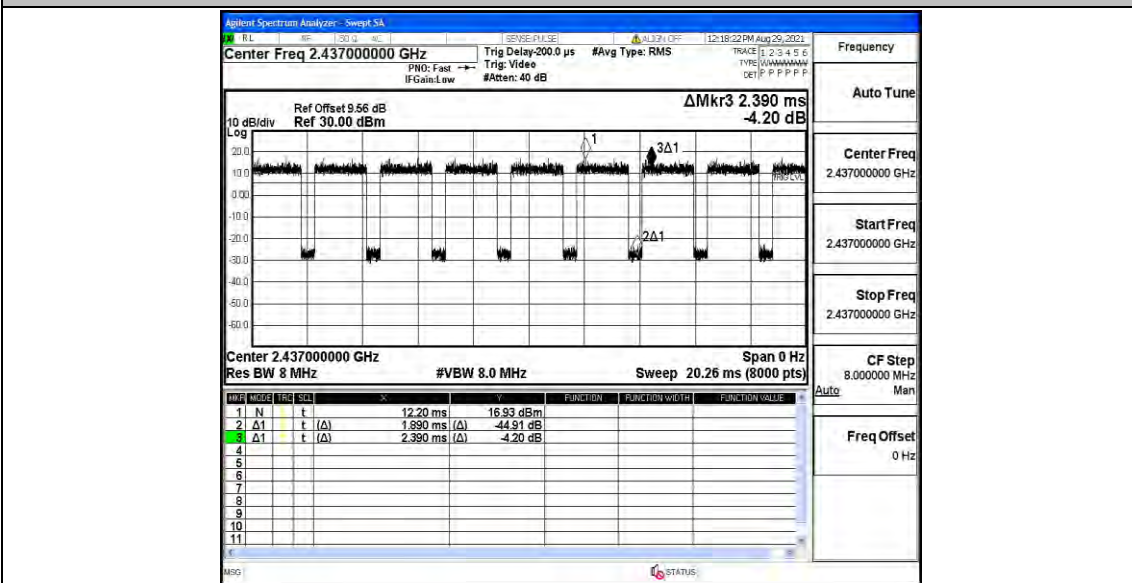 Agilent Spectrum Analyzer - Swept SA
RL RF 50 Ω AC SENSE:PULSE ALIGN OFF 12:18:22 PM Aug 29, 2021
Center Freq 2.437000000 GHz
PNO: Fast
IFGain:Low
Trig Delay-200.0 µs
Trig: Video
#Atten: 40 dB
#Avg Type: RMS
TRACE 1 2 3 4 5 6
TYPE
DET P P P P P P
ΔMkr3 2.390 ms
-4.20 dB
Ref Offset 9.56 dB
10 dB/div Ref 30.00 dBm
Log
20.0
10.0
0.00
-10.0
-20.0
-30.0
-40.0
-50.0
-60.0
1
3Δ1
2Δ1
TRIG LVL
Center 2.437000000 GHz Span 0 Hz
Res BW 8 MHz #VBW 8.0 MHz Sweep 20.26 ms (8000 pts)
MKR MODE TRC SCL X Y FUNCTION FUNCTION WIDTH FUNCTION VALUE
1 N t 12.20 ms 16.93 dBm
2 Δ1 t (Δ) 1.890 ms (Δ) -44.91 dB
3 Δ1 t (Δ) 2.390 ms (Δ) -4.20 dB
4
5
6
7
8
9
10
11
MSG STATUS
Frequency
Auto Tune
Center Freq
2.437000000 GHz
Start Freq
2.437000000 GHz
Stop Freq
2.437000000 GHz
CF Step
8.000000 MHz
Auto Man
Freq Offset
0 Hz